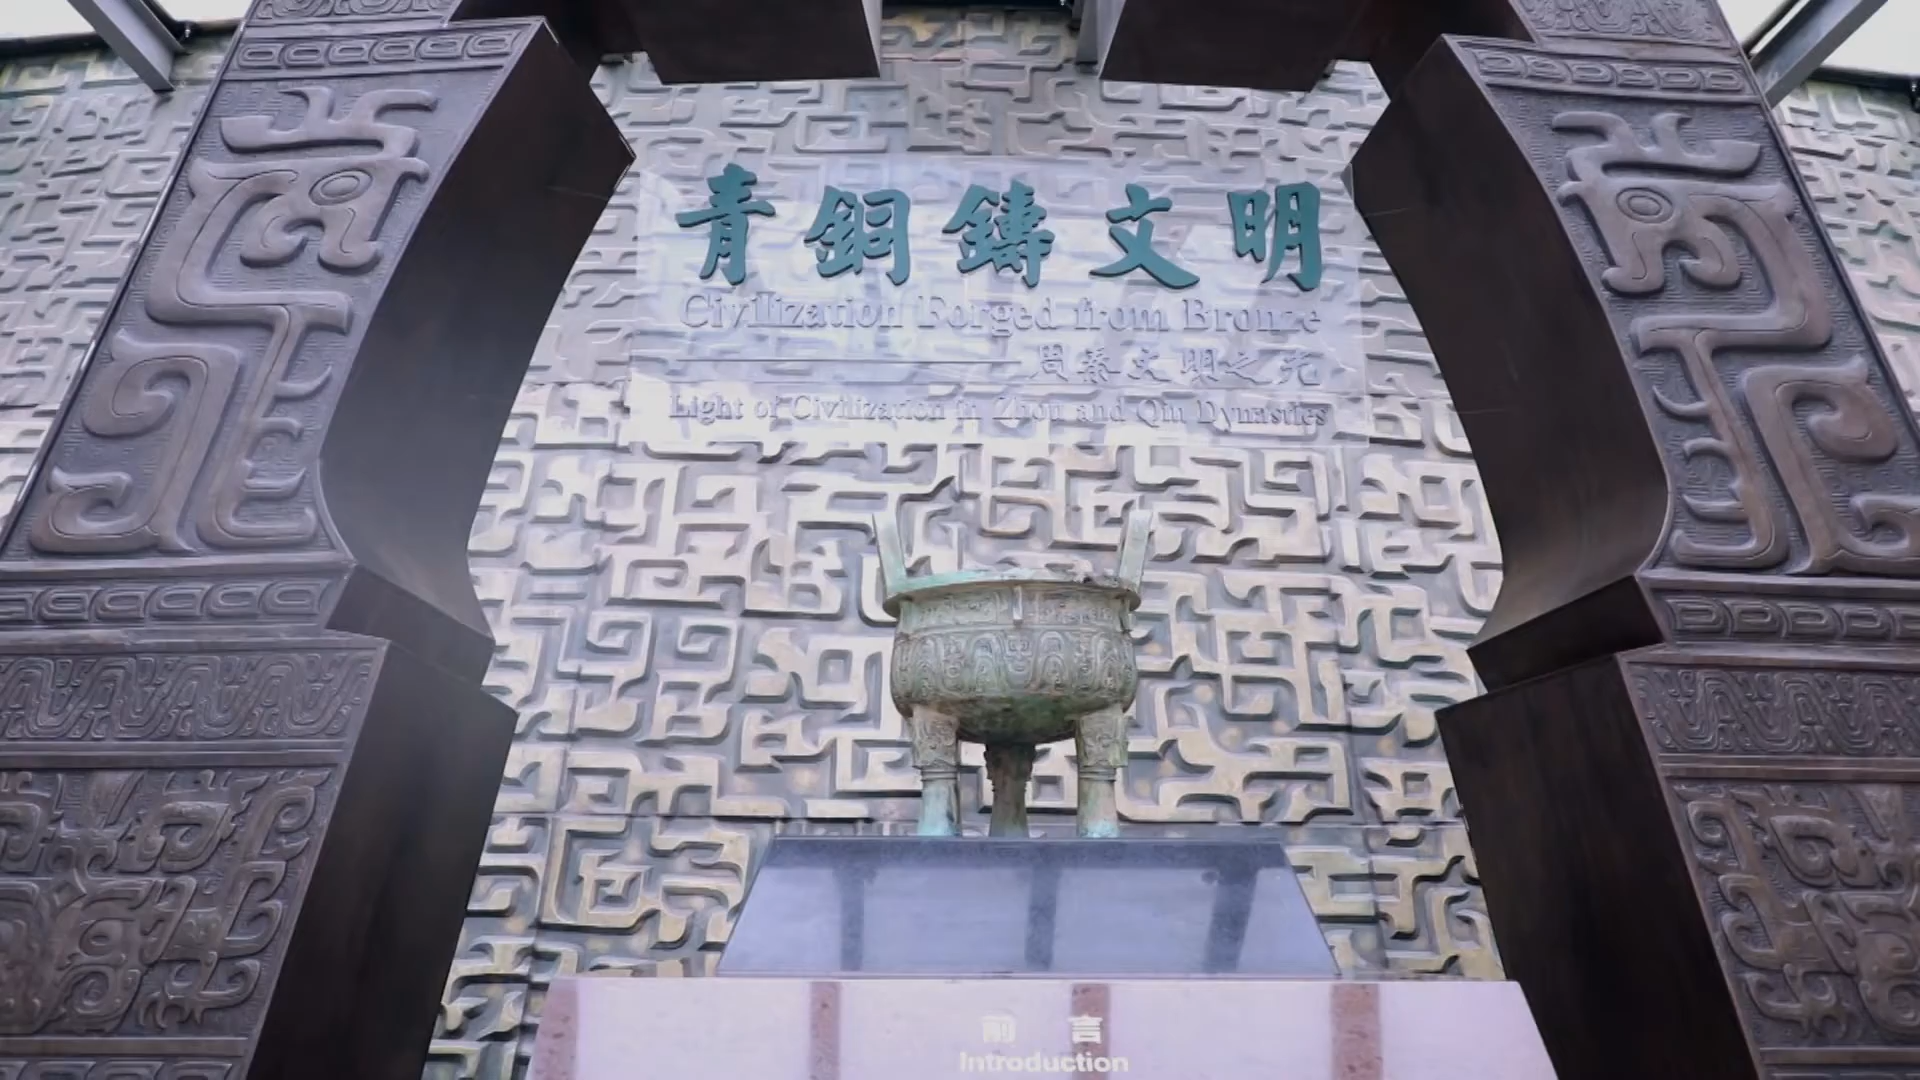 青銅鑄文明
Civilization Forged from Bronze
周秦文明之光
Light of Civilization in Zhou and Qin Dynasties
前言
Introduction